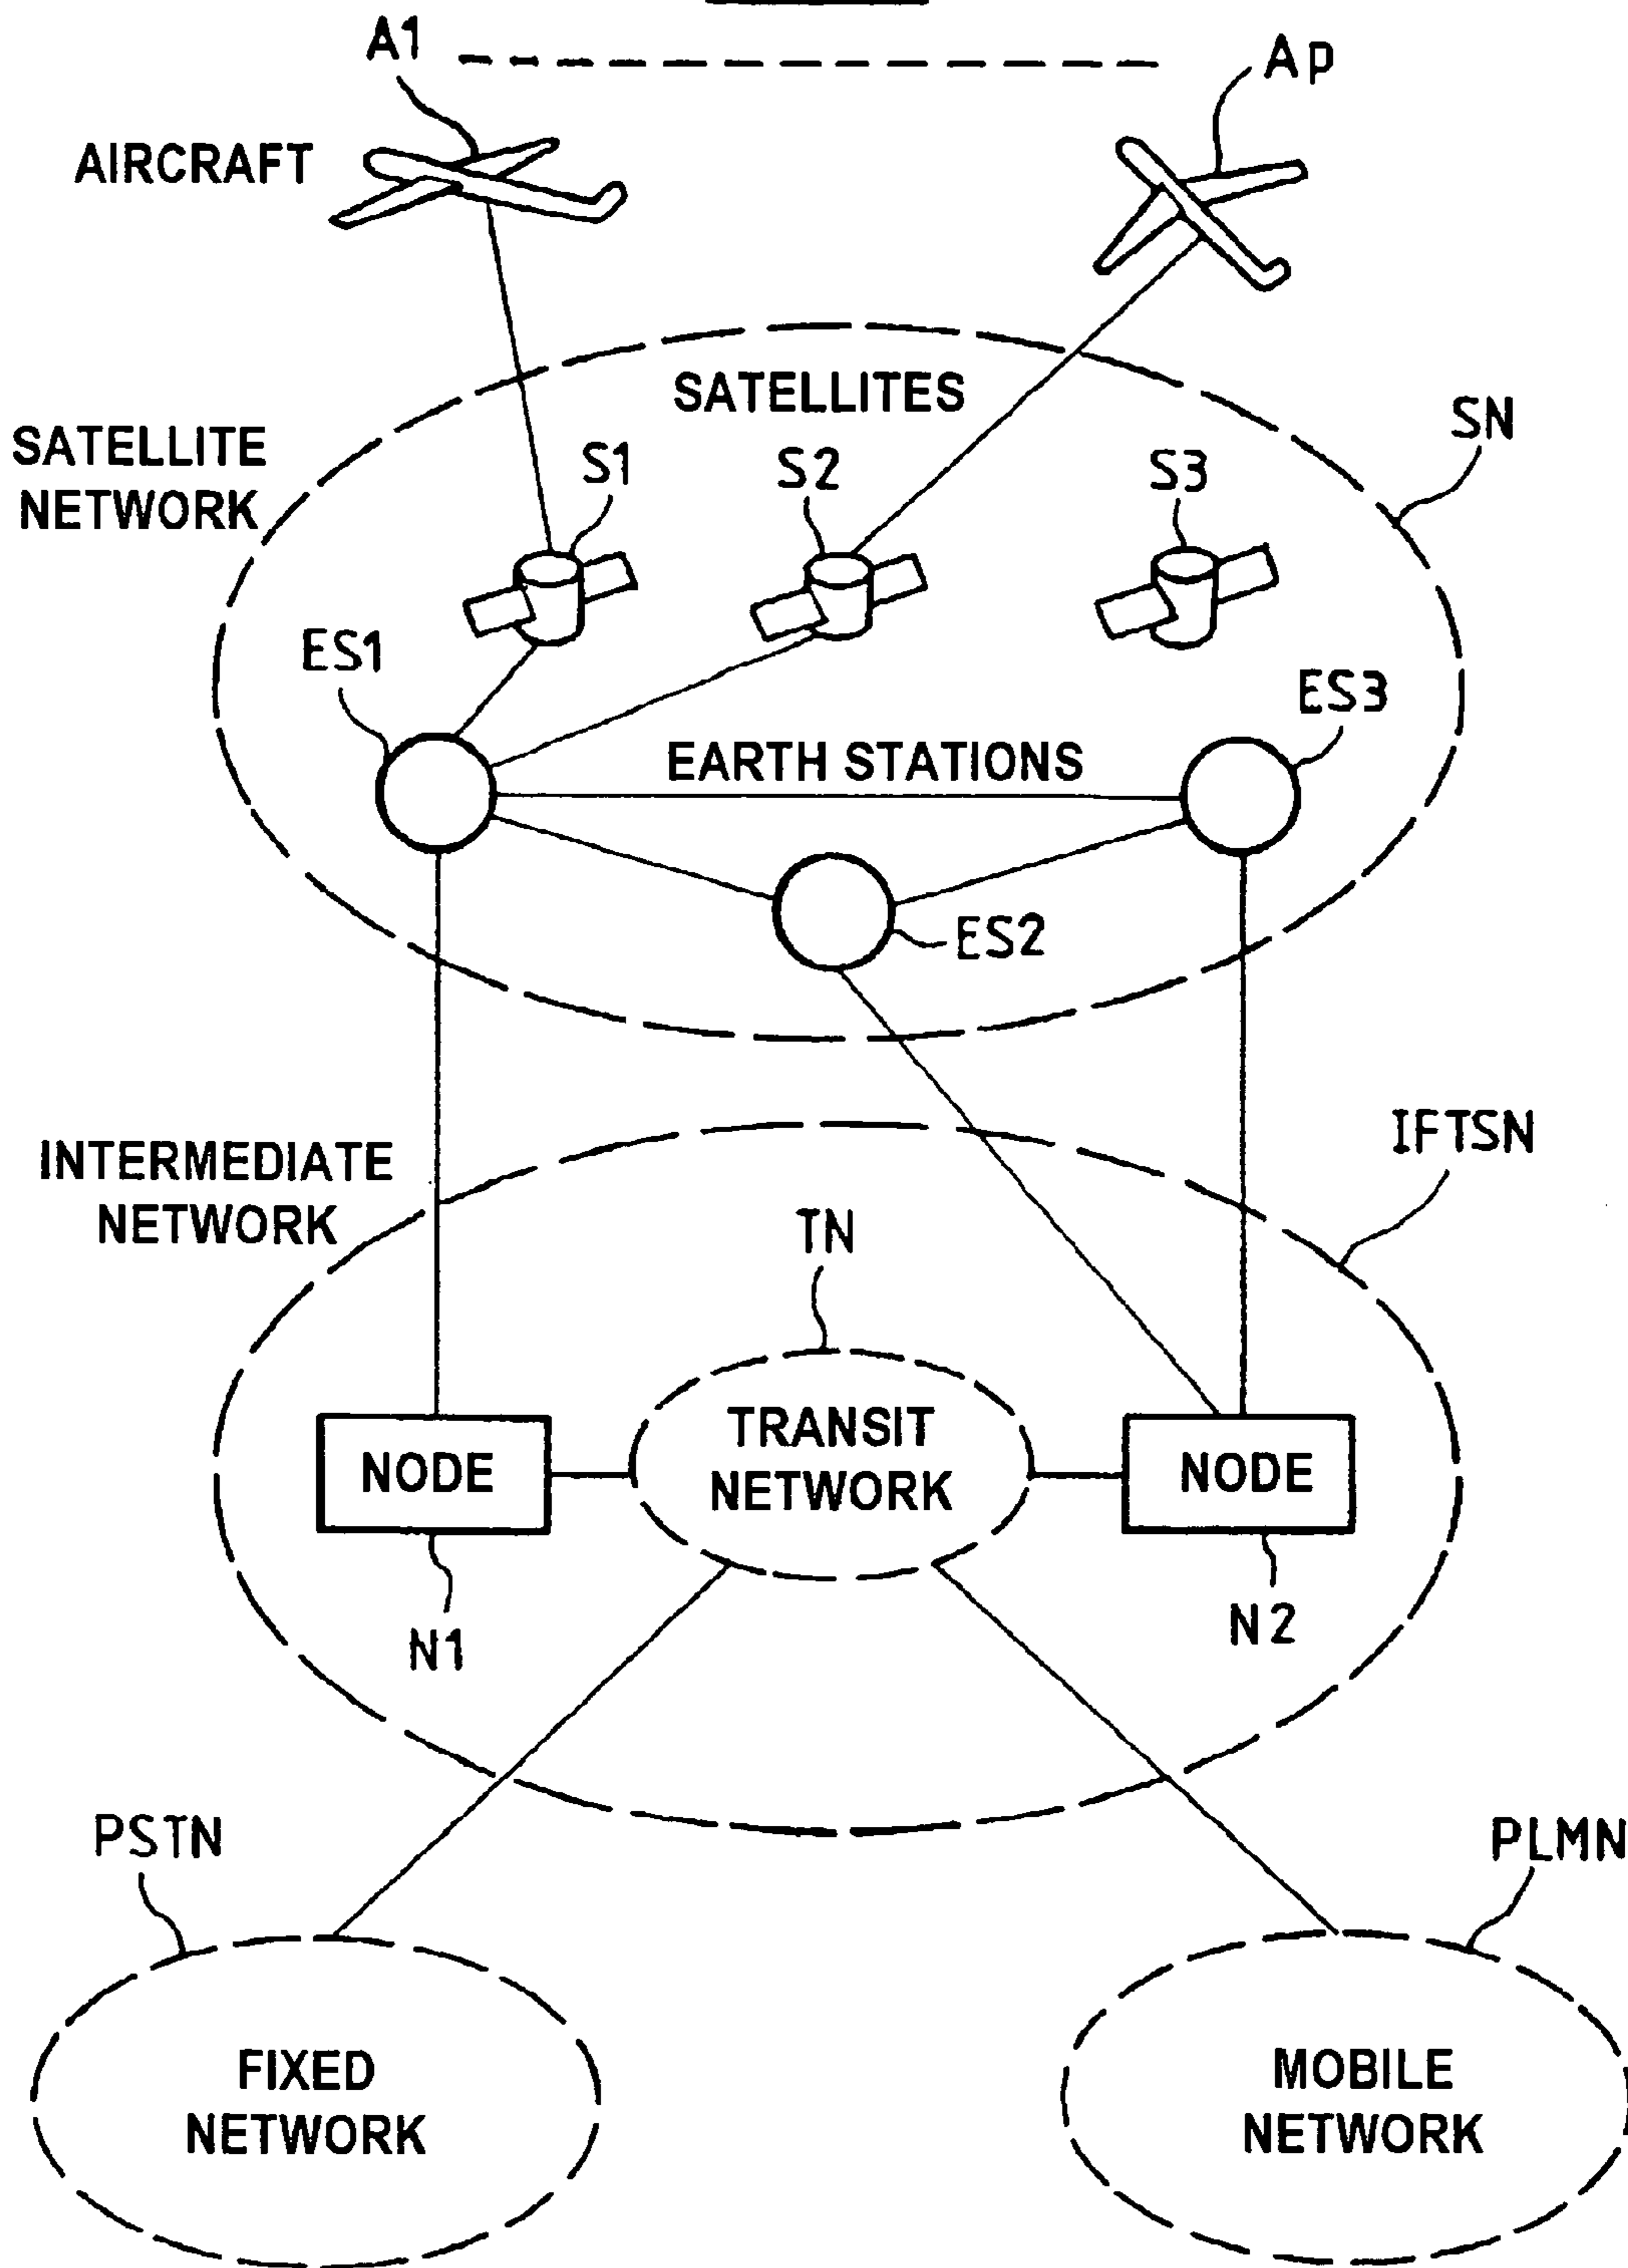 A1
Ap
AIRCRAFT
SATELLITES
SN
SATELLITE
NETWORK
S1
S2
S3
ES1
ES3
EARTH STATIONS
ES2
IFTSN
INTERMEDIATE
NETWORK
TN
TRANSIT
NETWORK
NODE
NODE
N1
N2
PSTN
PLMN
FIXED
NETWORK
MOBILE
NETWORK